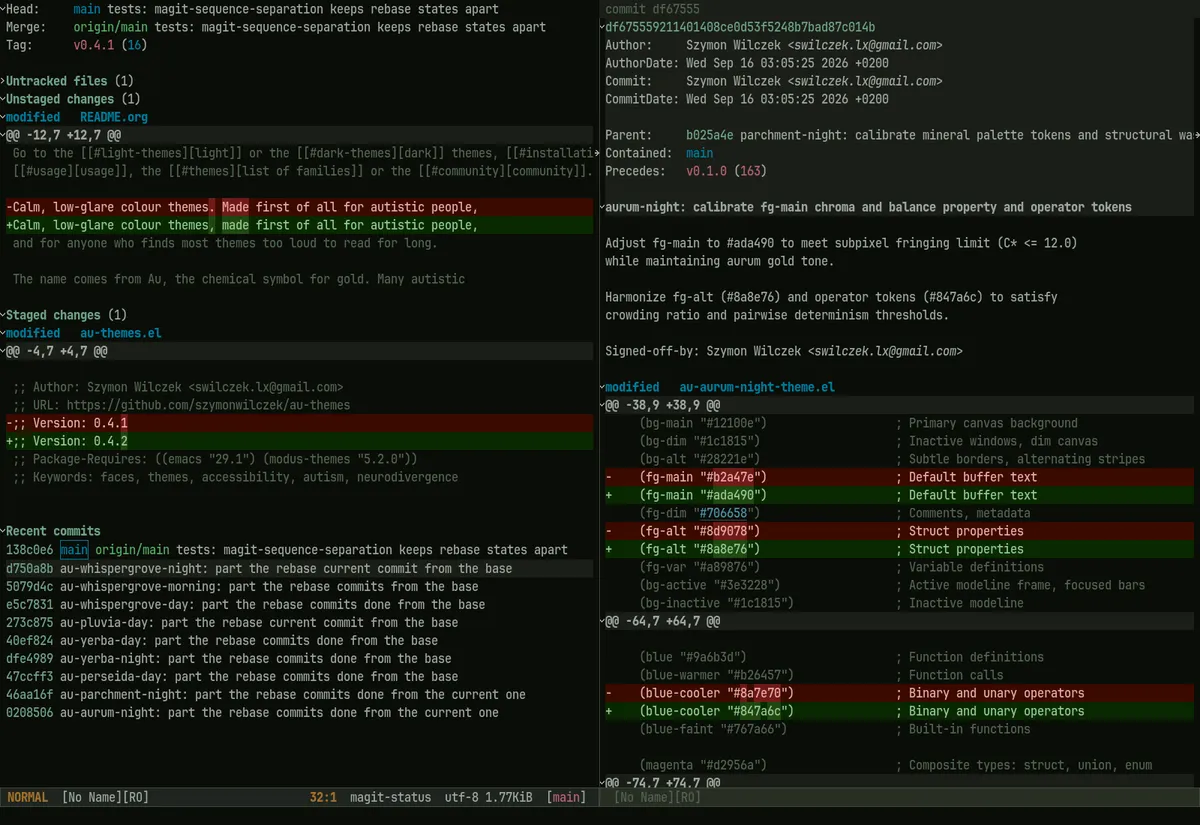 Head:     main tests: magit-sequence-separation keeps rebase states apart
Merge:    origin/main tests: magit-sequence-separation keeps rebase states apart
Tag:      v0.4.1 (16)
Untracked files (1)
Unstaged changes (1)
modified   README.org
@@ -12,7 +12,7 @@
Go to the [[#light-themes][light]] or the [[#dark-themes][dark]] themes, [[#installati
[[#usage][usage]], the [[#themes][list of families]] or the [[#community][community]].
-Calm, low-glare colour themes. Made first of all for autistic people,
+Calm, low-glare colour themes, made first of all for autistic people,
and for anyone who finds most themes too loud to read for long.
The name comes from Au, the chemical symbol for gold. Many autistic
Staged changes (1)
modified   au-themes.el
@@ -4,7 +4,7 @@
;; Author: Szymon Wilczek <swilczek.lx@gmail.com>
;; URL: https://github.com/szymonwilczek/au-themes
-;; Version: 0.4.1
+;; Version: 0.4.2
;; Package-Requires: ((emacs "29.1") (modus-themes "5.2.0"))
;; Keywords: faces, themes, accessibility, autism, neurodivergence
Recent commits
138c0e6 main origin/main tests: magit-sequence-separation keeps rebase states apart
d750a8b au-whispergrove-night: part the rebase current commit from the base
5079d4c au-whispergrove-morning: part the rebase commits from the base
e5c7831 au-whispergrove-day: part the rebase commits done from the base
273c875 au-pluvia-day: part the rebase current commit from the base
40ef824 au-yerba-day: part the rebase commits done from the base
dfe4989 au-yerba-night: part the rebase commits done from the base
47ccff3 au-perseida-day: part the rebase commits done from the base
46aa16f au-parchment-night: part the rebase commits done from the current one
0208506 au-aurum-night: part the rebase commits done from the current one
NORMAL  [No Name][RO]  32:1  magit-status  utf-8 1.77KiB  [main]
commit df67555
df675559211401408ce0d53f5248b7bad87c014b
Author:     Szymon Wilczek <swilczek.lx@gmail.com>
AuthorDate: Wed Sep 16 03:05:25 2026 +0200
Commit:     Szymon Wilczek <swilczek.lx@gmail.com>
CommitDate: Wed Sep 16 03:05:25 2026 +0200
Parent:     b025a4e parchment-night: calibrate mineral palette tokens and structural wa
Contained:  main
Precedes:   v0.1.0 (163)
aurum-night: calibrate fg-main chroma and balance property and operator tokens
Adjust fg-main to #ada490 to meet subpixel fringing limit (C* <= 12.0)
while maintaining aurum gold tone.
Harmonize fg-alt (#8a8e76) and operator tokens (#847a6c) to satisfy
crowding ratio and pairwise determinism thresholds.
Signed-off-by: Szymon Wilczek <swilczek.lx@gmail.com>
modified   au-aurum-night-theme.el
@@ -38,9 +38,9 @@
(bg-main "#12100e")                   ; Primary canvas background
(bg-dim "#1c1815")                    ; Inactive windows, dim canvas
(bg-alt "#28221e")                    ; Subtle borders, alternating stripes
-    (fg-main "#b2a47e")                   ; Default buffer text
+    (fg-main "#ada490")                   ; Default buffer text
(fg-dim "#706658")                    ; Comments, metadata
-    (fg-alt "#8d9078")                    ; Struct properties
+    (fg-alt "#8a8e76")                    ; Struct properties
(fg-var "#a89876")                    ; Variable definitions
(bg-active "#3e3228")                 ; Active modeline frame, focused bars
(bg-inactive "#1c1815")               ; Inactive modeline
@@ -64,7 +64,7 @@
(blue "#9a6b3d")                      ; Function definitions
(blue-warmer "#b26457")               ; Function calls
-    (blue-cooler "#8a7e70")               ; Binary and unary operators
+    (blue-cooler "#847a6c")               ; Binary and unary operators
(blue-faint "#767a66")                ; Built-in functions
(magenta "#d2956a")                   ; Composite types: struct, union, enum
@@ -74,7 +74,7 @@
[No Name][RO]